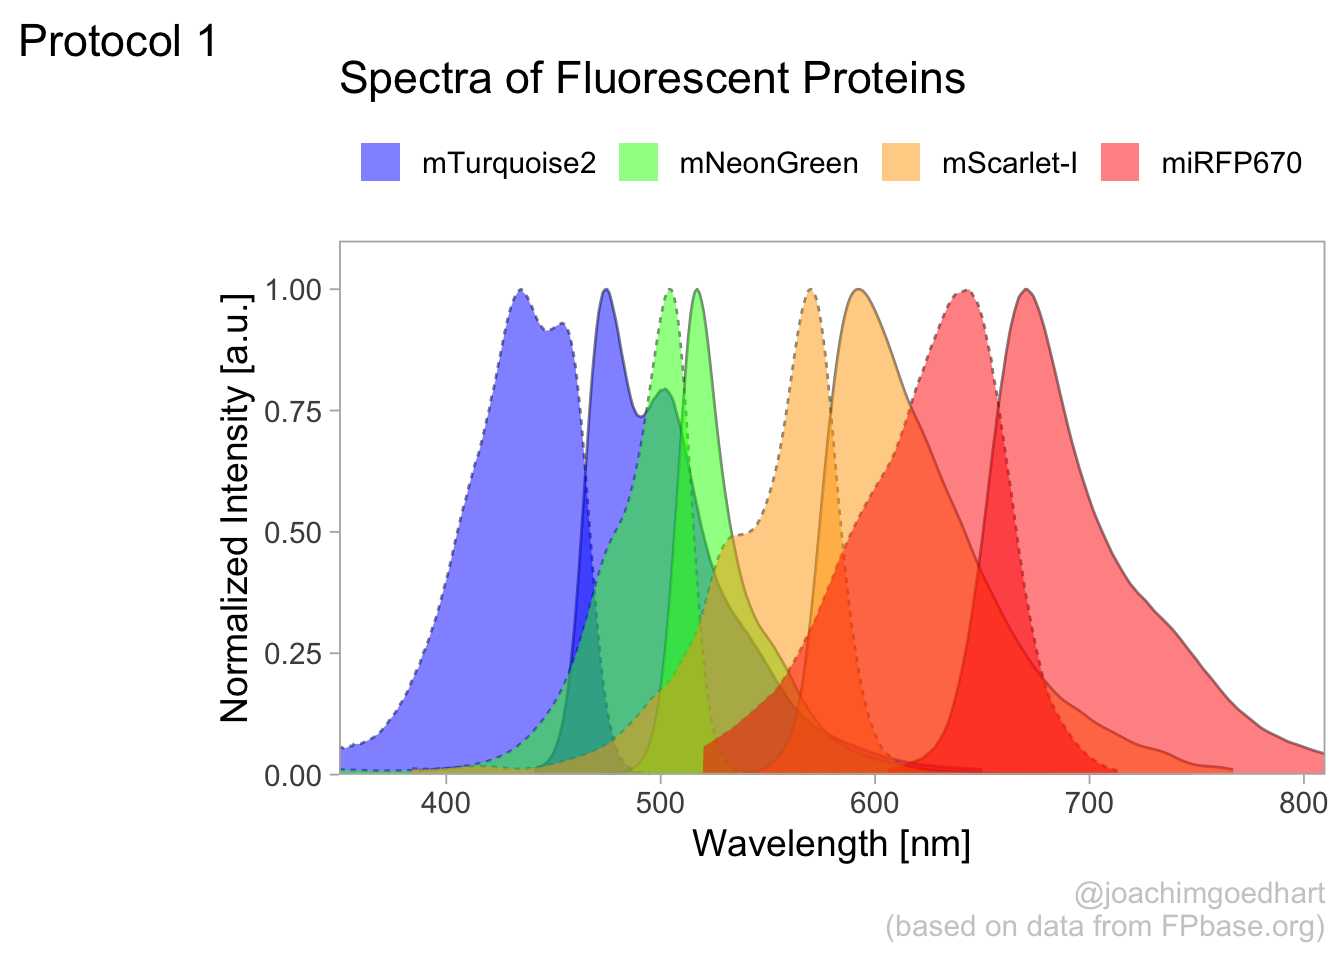 Protocol 1
Spectra of Fluorescent Proteins
mTurquoise2 mNeonGreen mScarlet-I miRFP670
Normalized Intensity [a.u.]
1.00
0.75
0.50
0.25
0.00
400 500 600 700 800
Wavelength [nm]
@joachimgoedhart
(based on data from FPbase.org)